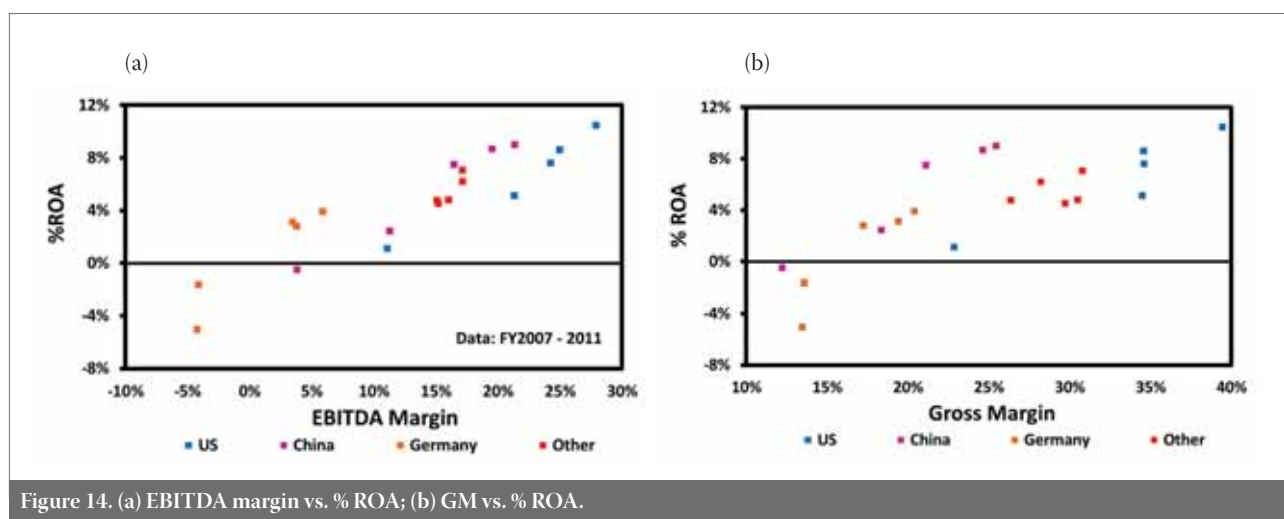 (a)
12%
8%
4%
0%
-4%
-8%
%ROA
Data: FY2007 - 2011
-10% -5% 0% 5% 10% 15% 20% 25% 30%
EBITDA Margin
US China Germany Other
(b)
12%
8%
4%
0%
-4%
-8%
% ROA
10% 15% 20% 25% 30% 35% 40%
Gross Margin
US China Germany Other
Figure 14. (a) EBITDA margin vs. % ROA; (b) GM vs. % ROA.